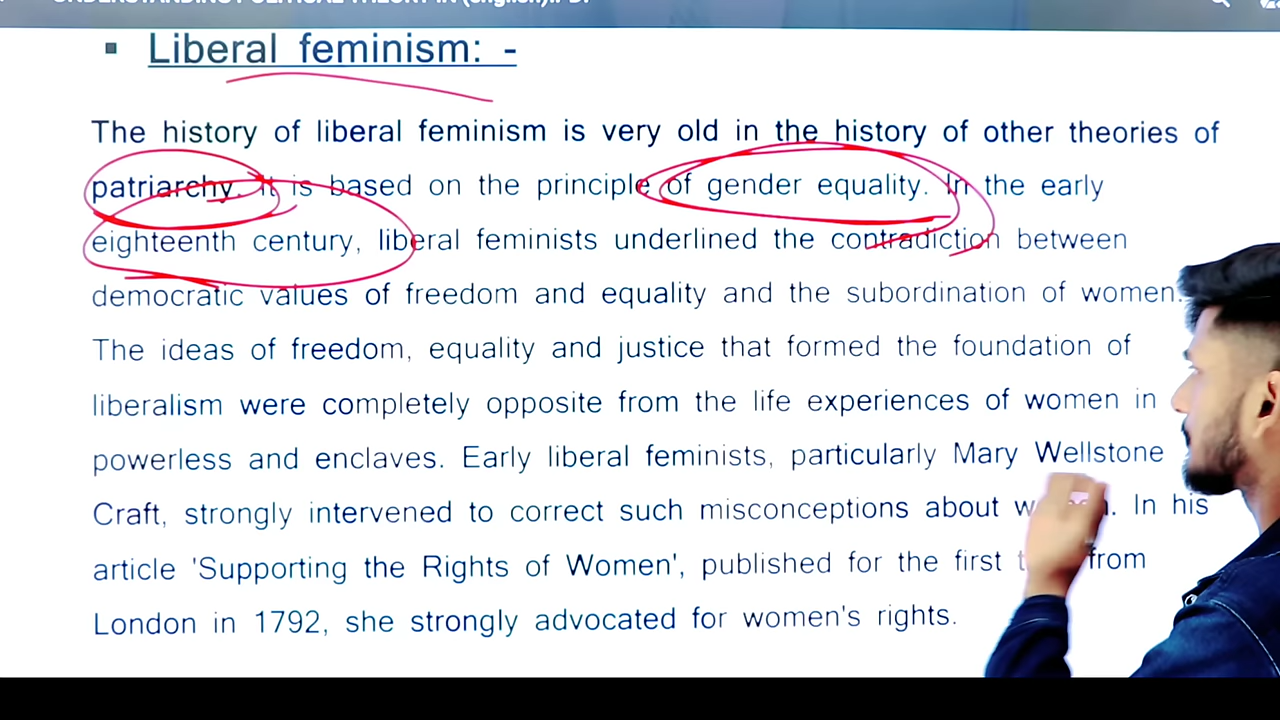 ▪ Liberal feminism: -
The history of liberal feminism is very old in the history of other theories of
patriarchy. It is based on the principle of gender equality. In the early
eighteenth century, liberal feminists underlined the contradiction between
democratic values of freedom and equality and the subordination of women.
The ideas of freedom, equality and justice that formed the foundation of
liberalism were completely opposite from the life experiences of women in
powerless and enclaves. Early liberal feminists, particularly Mary Wellstone
Craft, strongly intervened to correct such misconceptions about In his
article 'Supporting the Rights of Women', published for the first from
London in 1792, she strongly advocated for women's rights.